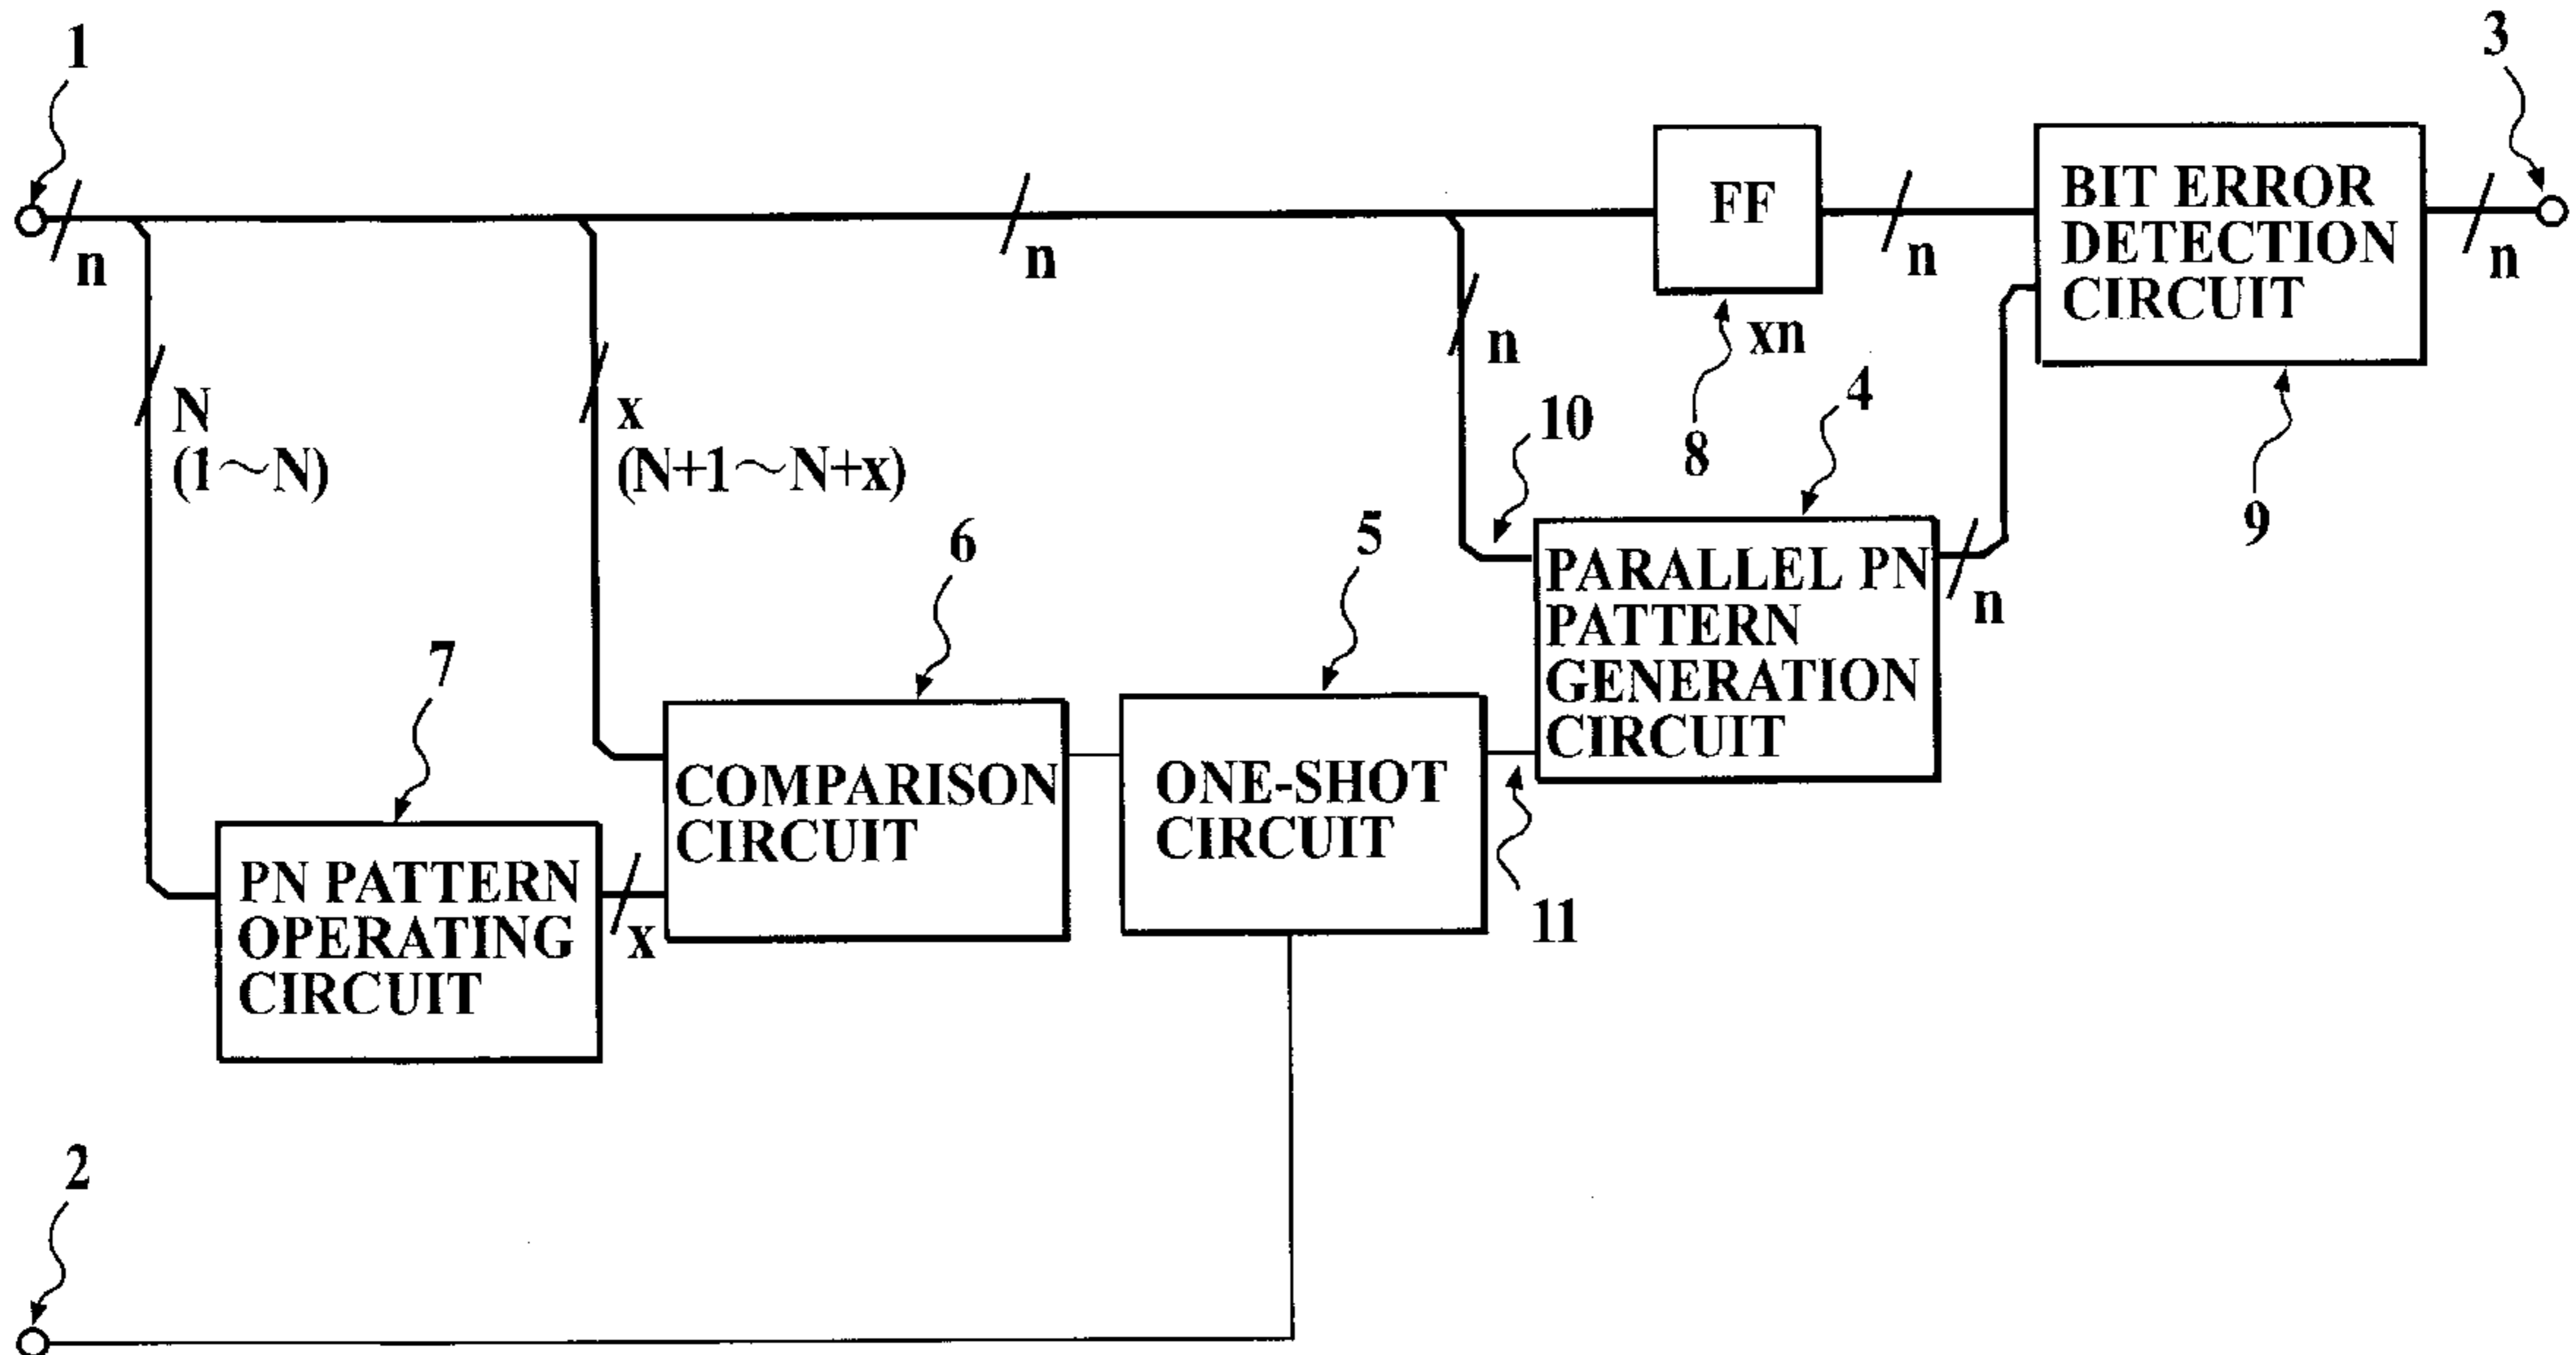 1
3
FF
BIT ERROR
DETECTION
CIRCUIT
n
n
n
n
n
xn
N
(1~N)
x
(N+1~N+x)
10
8
4
9
6
5
PARALLEL PN
PATTERN
GENERATION
CIRCUIT
n
7
COMPARISON
CIRCUIT
ONE-SHOT
CIRCUIT
11
PN PATTERN
OPERATING
CIRCUIT
x
2